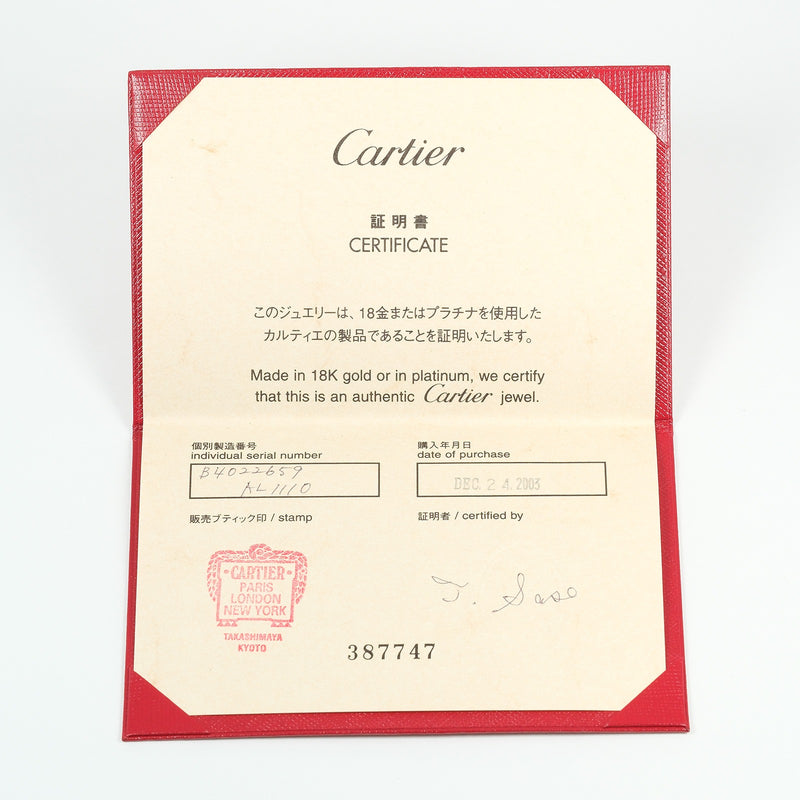 Cartier
証明書
CERTIFICATE
このジュエリーは、18金またはプラチナを使用した
カルティエの製品であることを証明いたします。
Made in 18K gold or in platinum, we certify
that this is an authentic Cartier jewel.
個別製造番号
individual serial number
B4022659
AL1110
購入年月日
date of purchase
DEC. 24. 2003
販売ブティック印 / stamp
証明者 / certified by
·CARTIER·
PARIS
LONDON
NEW YORK
TAKASHIMAYA
KYOTO
T. Saso
387747